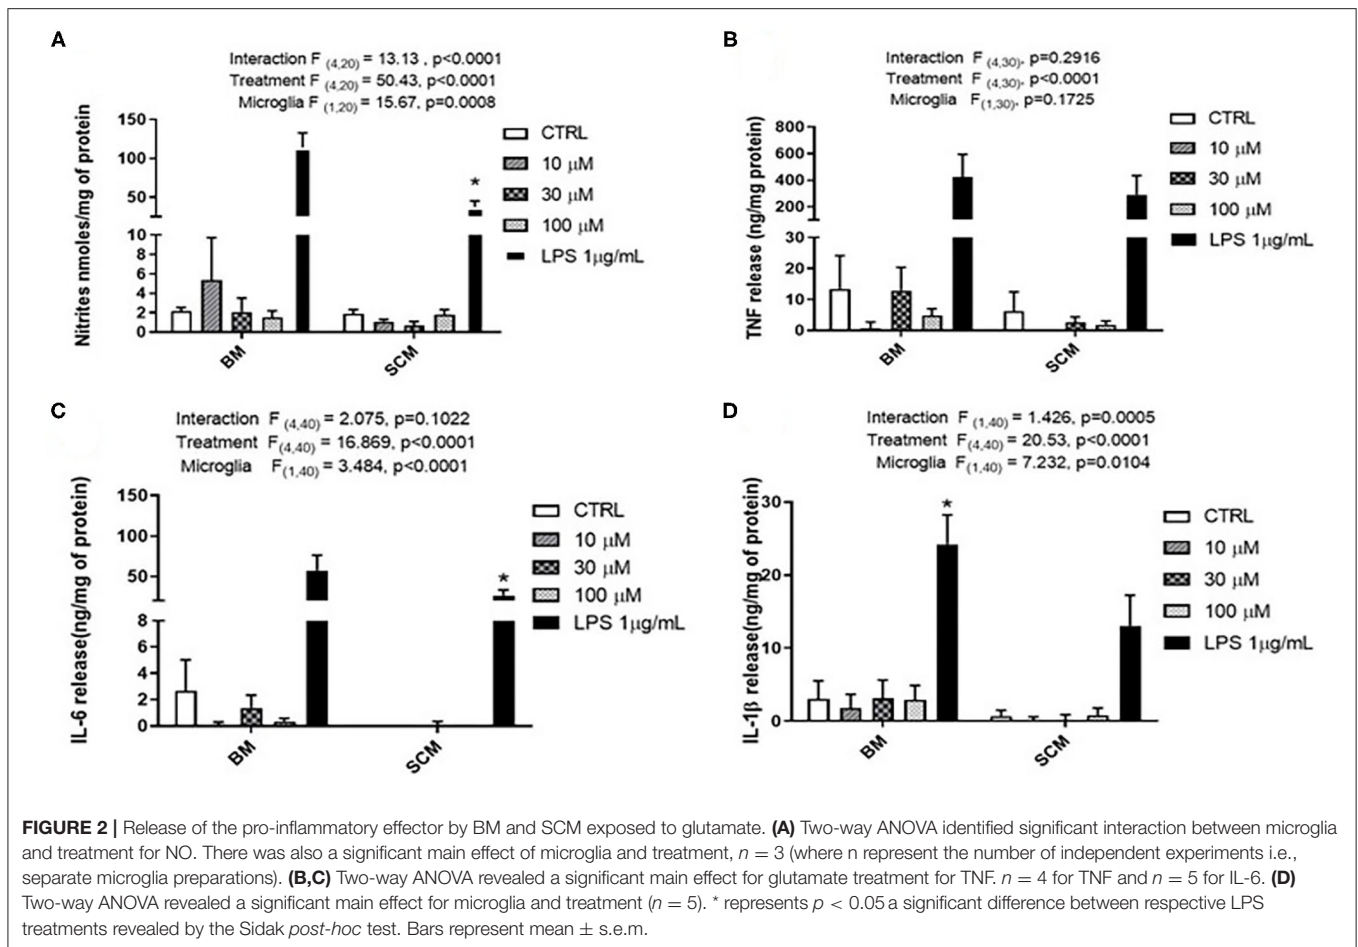 A
Interaction F (4,20) = 13.13 , p<0.0001
Treatment F (4,20) = 50.43, p<0.0001
Microglia F (1,20) = 15.67, p=0.0008
Nitrites nmoles/mg of protein
150
100
50
10
8
6
4
2
0
BM
SCM
*
CTRL
10 µM
30 µM
100 µM
LPS 1µg/mL
B
Interaction F (4,30), p=0.2916
Treatment F (4,30), p<0.0001
Microglia F(1,30), p=0.1725
TNF release (ng/mg protein)
800
600
400
200
30
20
10
0
BM
SCM
CTRL
10 µM
30 µM
100 µM
LPS 1µg/mL
C
Interaction F (4,40) = 2.075, p=0.1022
Treatment F(4,40) = 16.869, p<0.0001
Microglia F(1,40) = 3.484, p<0.0001
IL-6 release(ng/mg of protein)
150
100
50
8
6
4
2
0
BM
SCM
*
CTRL
10 µM
30 µM
100 µM
LPS 1µg/mL
D
Interaction F(1,40) = 1.426, p=0.0005
Treatment F(4,40) = 20.53, p<0.0001
Microglia F(1,40) = 7.232, p=0.0104
IL-1β release(ng/mg of protein)
30
20
10
0
BM
SCM
*
CTRL
10 µM
30 µM
100 µM
LPS 1µg/mL
FIGURE 2 | Release of the pro-inflammatory effector by BM and SCM exposed to glutamate. (A) Two-way ANOVA identified significant interaction between microglia
and treatment for NO. There was also a significant main effect of microglia and treatment, n = 3 (where n represent the number of independent experiments i.e.,
separate microglia preparations). (B,C) Two-way ANOVA revealed a significant main effect for glutamate treatment for TNF. n = 4 for TNF and n = 5 for IL-6. (D)
Two-way ANOVA revealed a significant main effect for microglia and treatment (n = 5). * represents p < 0.05 a significant difference between respective LPS
treatments revealed by the Sidak post-hoc test. Bars represent mean ± s.e.m.